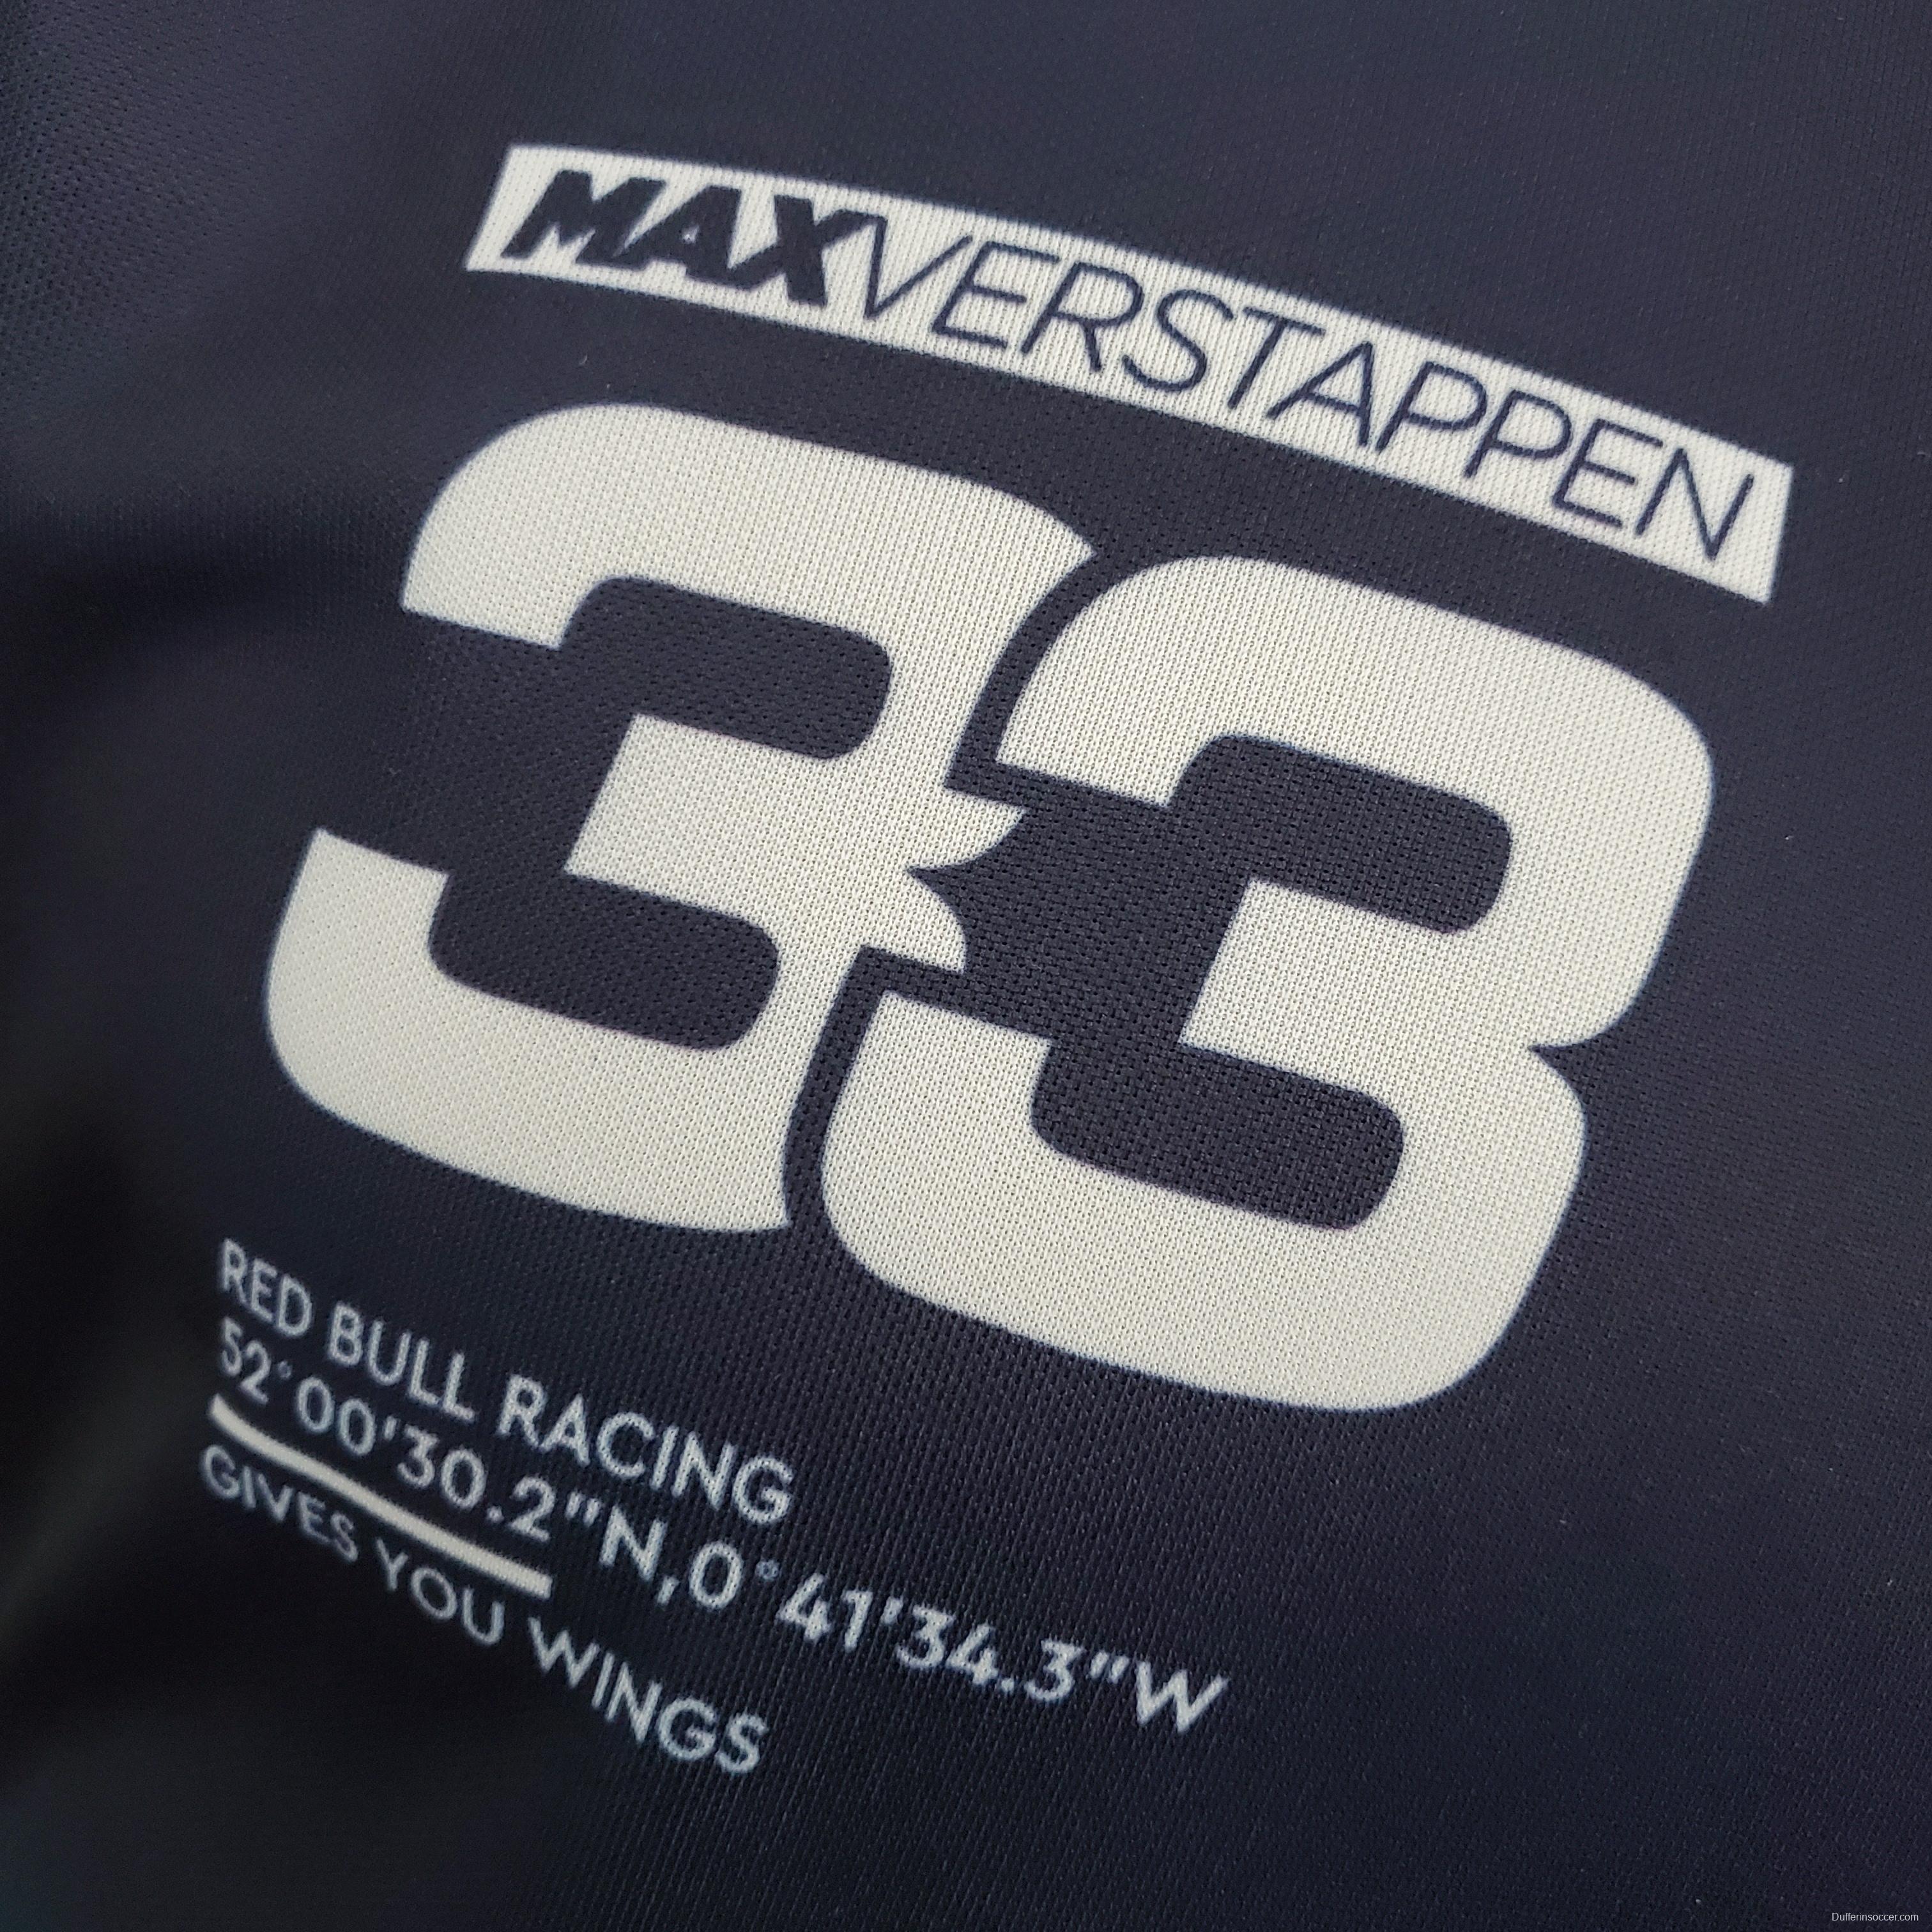 MAXVERSTAPPEN
33
RED BULL RACING
52°00'30.2"N,0°41'34.3"W
GIVES YOU WINGS
Dufferinsoccer.com